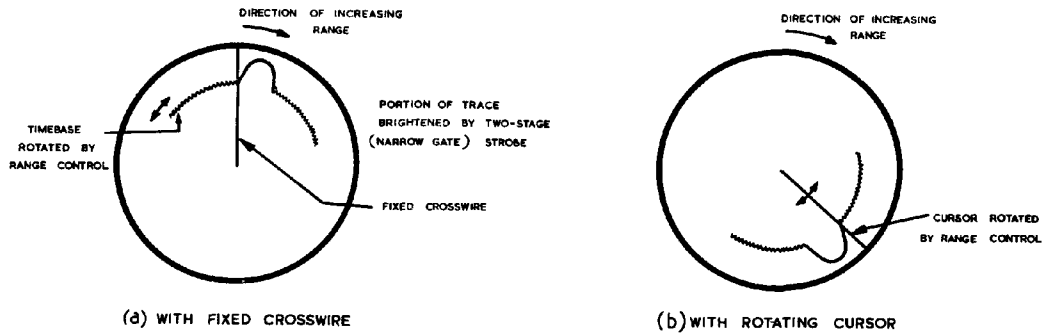 DIRECTION OF INCREASING
RANGE
TIMEBASE
ROTATED BY
RANGE CONTROL
PORTION OF TRACE
BRIGHTENED BY TWO-STAGE
(NARROW GATE) STROBE
FIXED CROSSWIRE
(a) WITH FIXED CROSSWIRE
DIRECTION OF INCREASING
RANGE
CURSOR ROTATED
BY RANGE CONTROL
(b) WITH ROTATING CURSOR